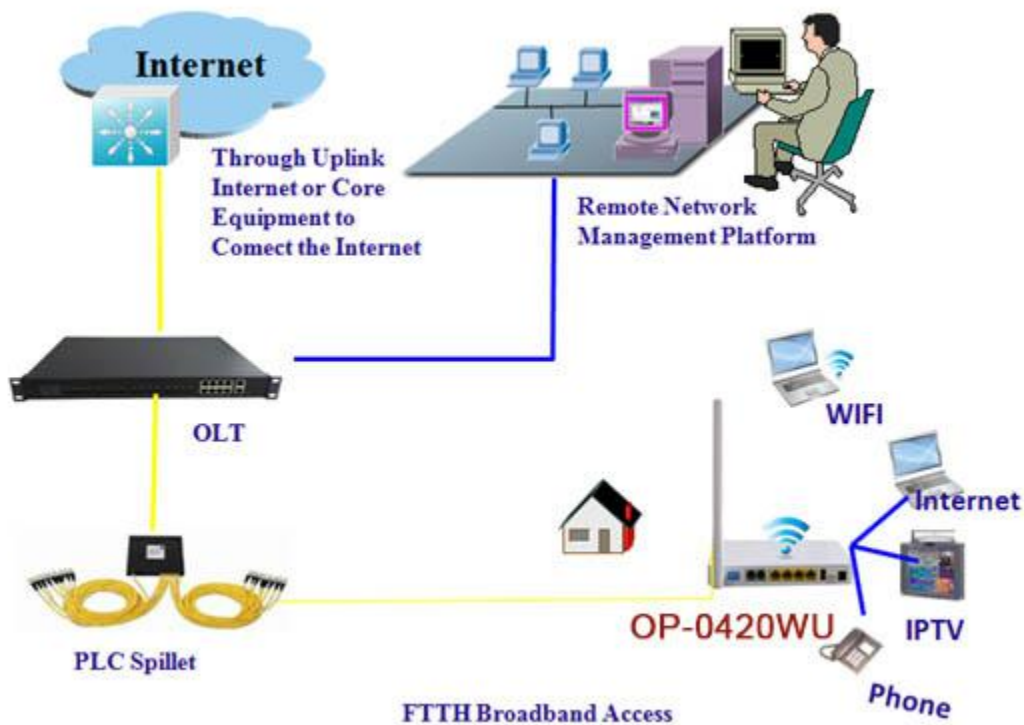 Internet
Through Uplink
Internet or Core
Equipment to
Comect the Internet
Remote Network
Management Platform
OLT
WIFI
Internet
OP-0420WU
IPTV
PLC Spillet
Phone
FTTH Broadband Access